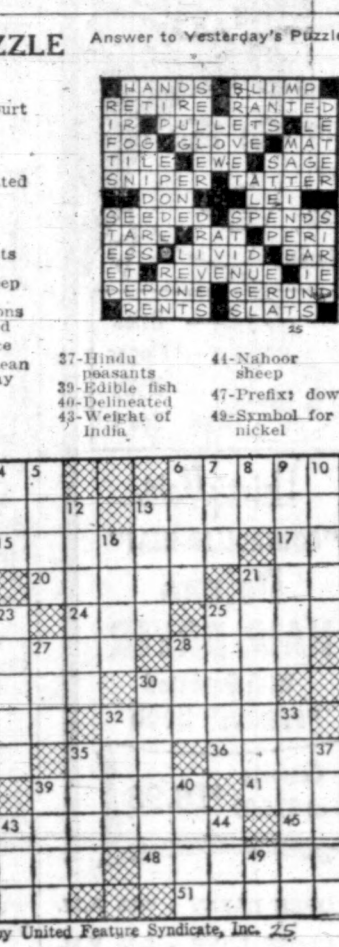 ZZLE
Answer to Yesterday's Puzzle
HANDS BLIMP
RETIRE RANTED
IR PULLETS LE
FOG GLOVE MAT
TILE EWE SAGE
SNIPER TATTER
DON LEI
SEEDED SPENDS
TARE RAT PERI
ESS LIVID EAR
ET REVENUE IE
DEPONE GERUND
RENTS SLATS
25
urt
ted
ts
ep
ons
d
ce
ean
ay
37-Hindu
peasants
39-Edible fish
40-Delineated
43-Weight of
India
44-Nahoor
sheep
47-Prefix: dow
49-Symbol for
nickel
4 5 6 7 8 9 10
12 13
15 16 17
20 21
23 24 25
27 28
30
32 33
35 36 37
39 40 41
43 44 45
48 49
51
by United Feature Syndicate, Inc. 25